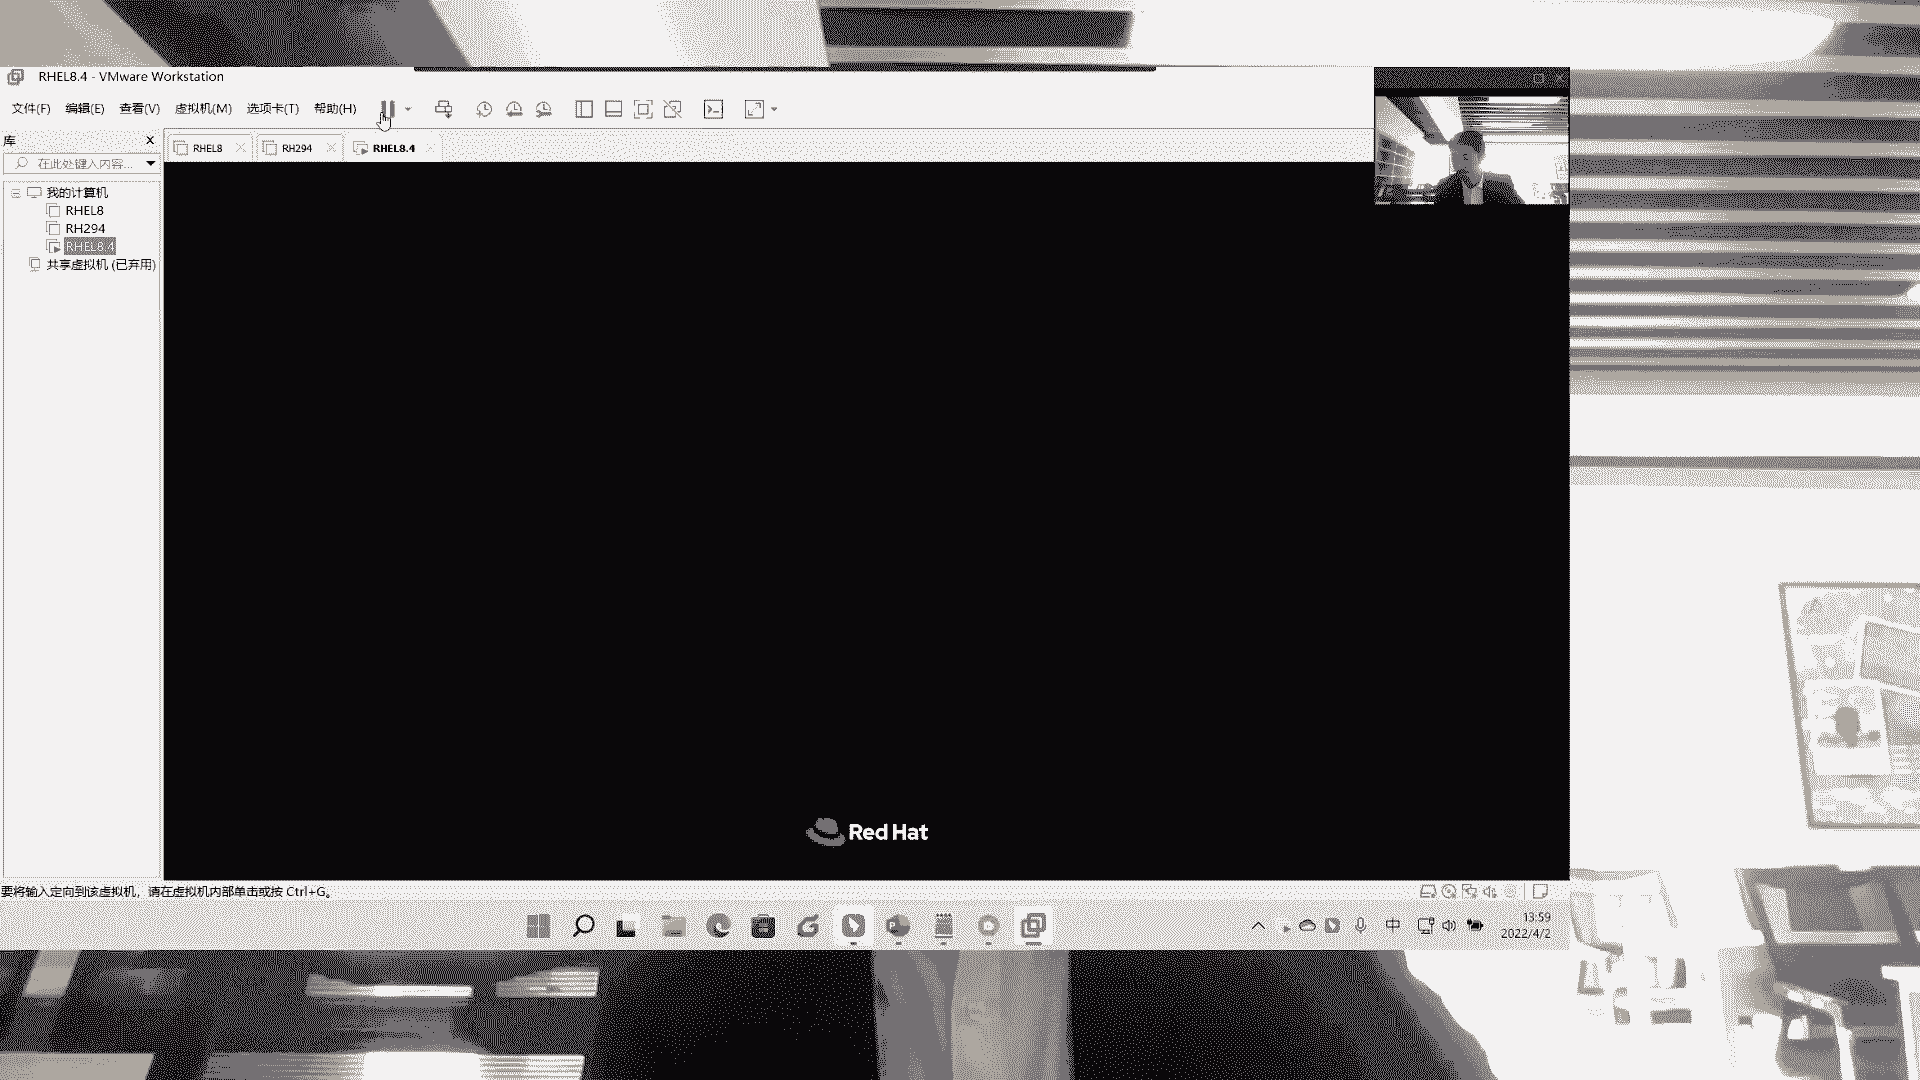 RHEL8.4 - VMware Workstation
文件(F) 编辑(E) 查看(V) 虚拟机(M) 选项卡(T) 帮助(H)
库
在此处键入内容...
RHEL8 RH294 RHEL8.4
我的计算机
RHEL8
RH294
RHEL8.4
共享虚拟机 (已弃用)
Red Hat
要将输入定向到该虚拟机，请在虚拟机内部单击或按 Ctrl+G。
中
13:59
2022/4/2